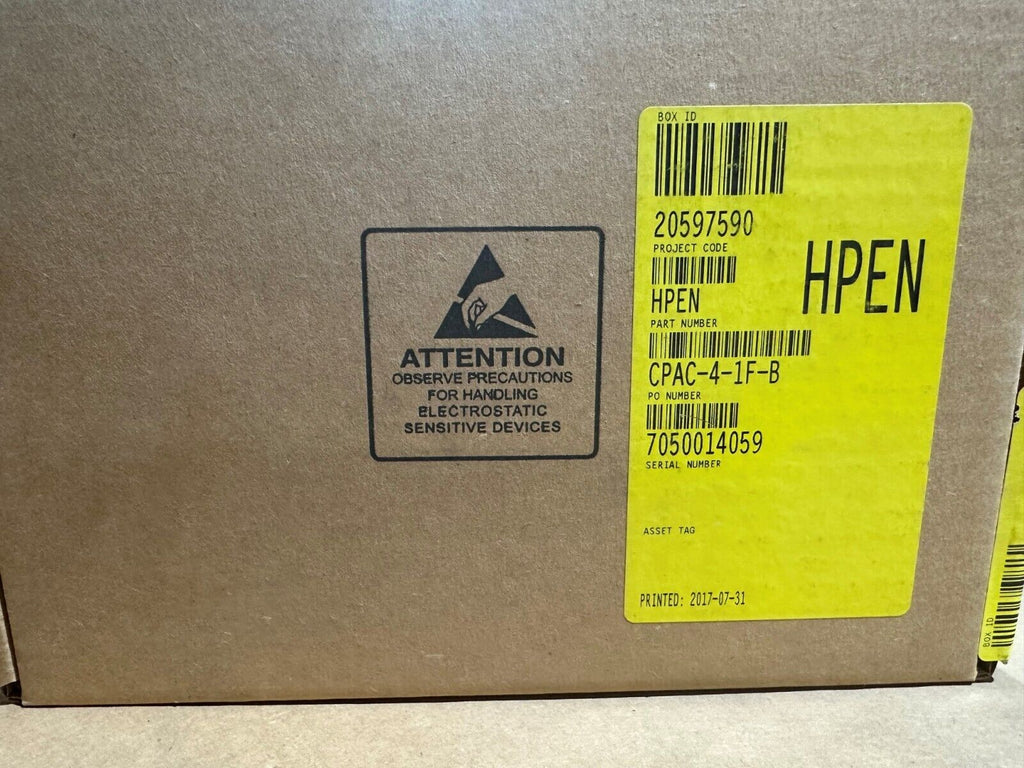 ATTENTION
OBSERVE PRECAUTIONS
FOR HANDLING
ELECTROSTATIC
SENSITIVE DEVICES
BOX ID
20597590
PROJECT CODE
HPEN
HPEN
PART NUMBER
CPAC-4-1F-B
PO NUMBER
7050014059
SERIAL NUMBER
ASSET TAG
PRINTED: 2017-07-31
BOX ID